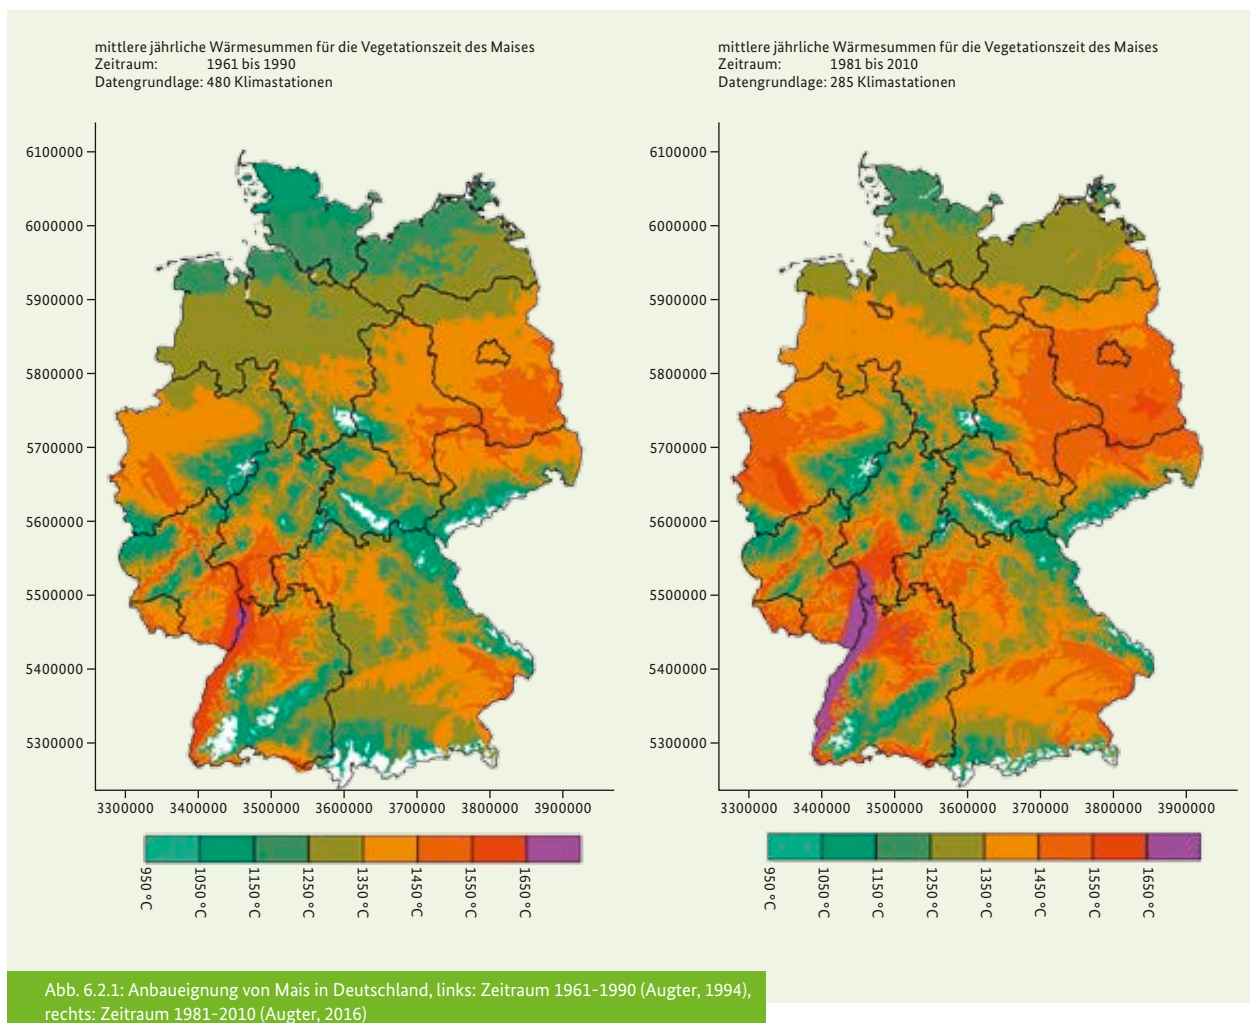 mittlere jährliche Wärmesummen für die Vegetationszeit des Maises
Zeitraum: 1961 bis 1990
Datengrundlage: 480 Klimastationen
6100000
6000000
5900000
5800000
5700000
5600000
5500000
5400000
5300000
3300000 3400000 3500000 3600000 3700000 3800000 3900000
950 °C 1050 °C 1150 °C 1250 °C 1350 °C 1450 °C 1550 °C 1650 °C
mittlere jährliche Wärmesummen für die Vegetationszeit des Maises
Zeitraum: 1981 bis 2010
Datengrundlage: 285 Klimastationen
6100000
6000000
5900000
5800000
5700000
5600000
5500000
5400000
5300000
3300000 3400000 3500000 3600000 3700000 3800000 3900000
950 °C 1050 °C 1150 °C 1250 °C 1350 °C 1450 °C 1550 °C 1650 °C
Abb. 6.2.1: Anbaueignung von Mais in Deutschland, links: Zeitraum 1961-1990 (Augter, 1994),
rechts: Zeitraum 1981-2010 (Augter, 2016)